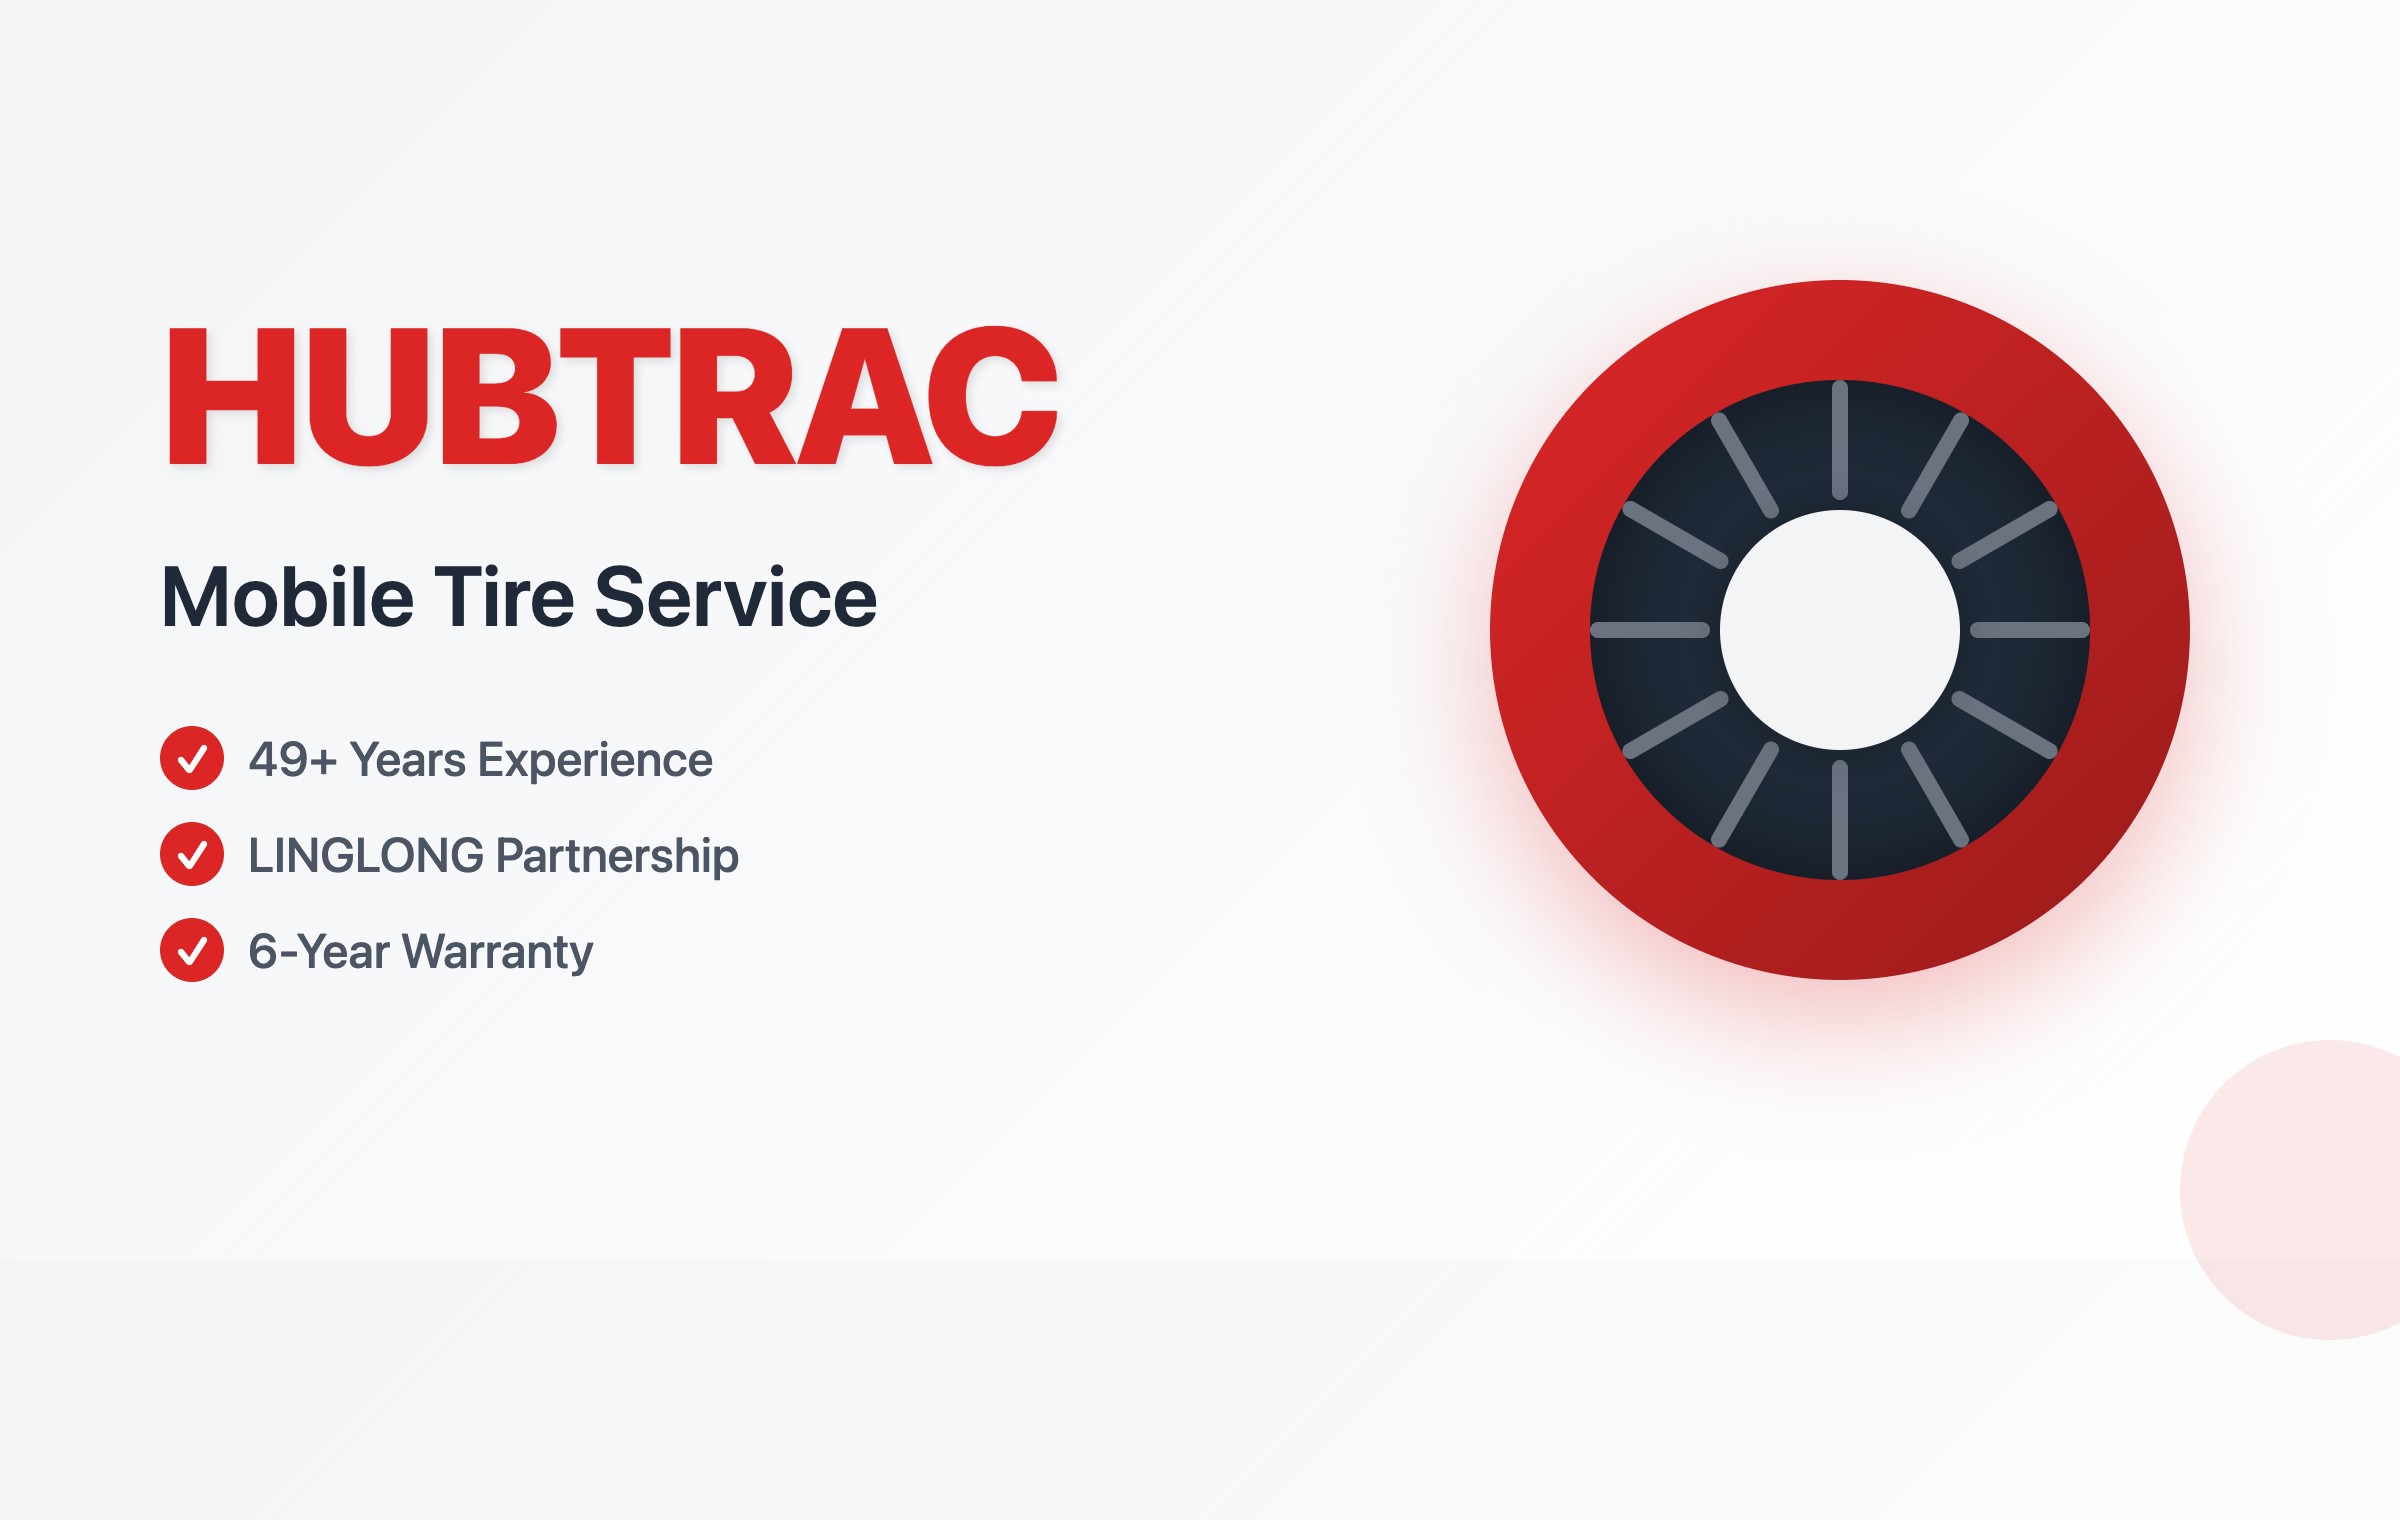 HUBTRAC
Mobile Tire Service
49+ Years Experience
LINGLONG Partnership
6-Year Warranty